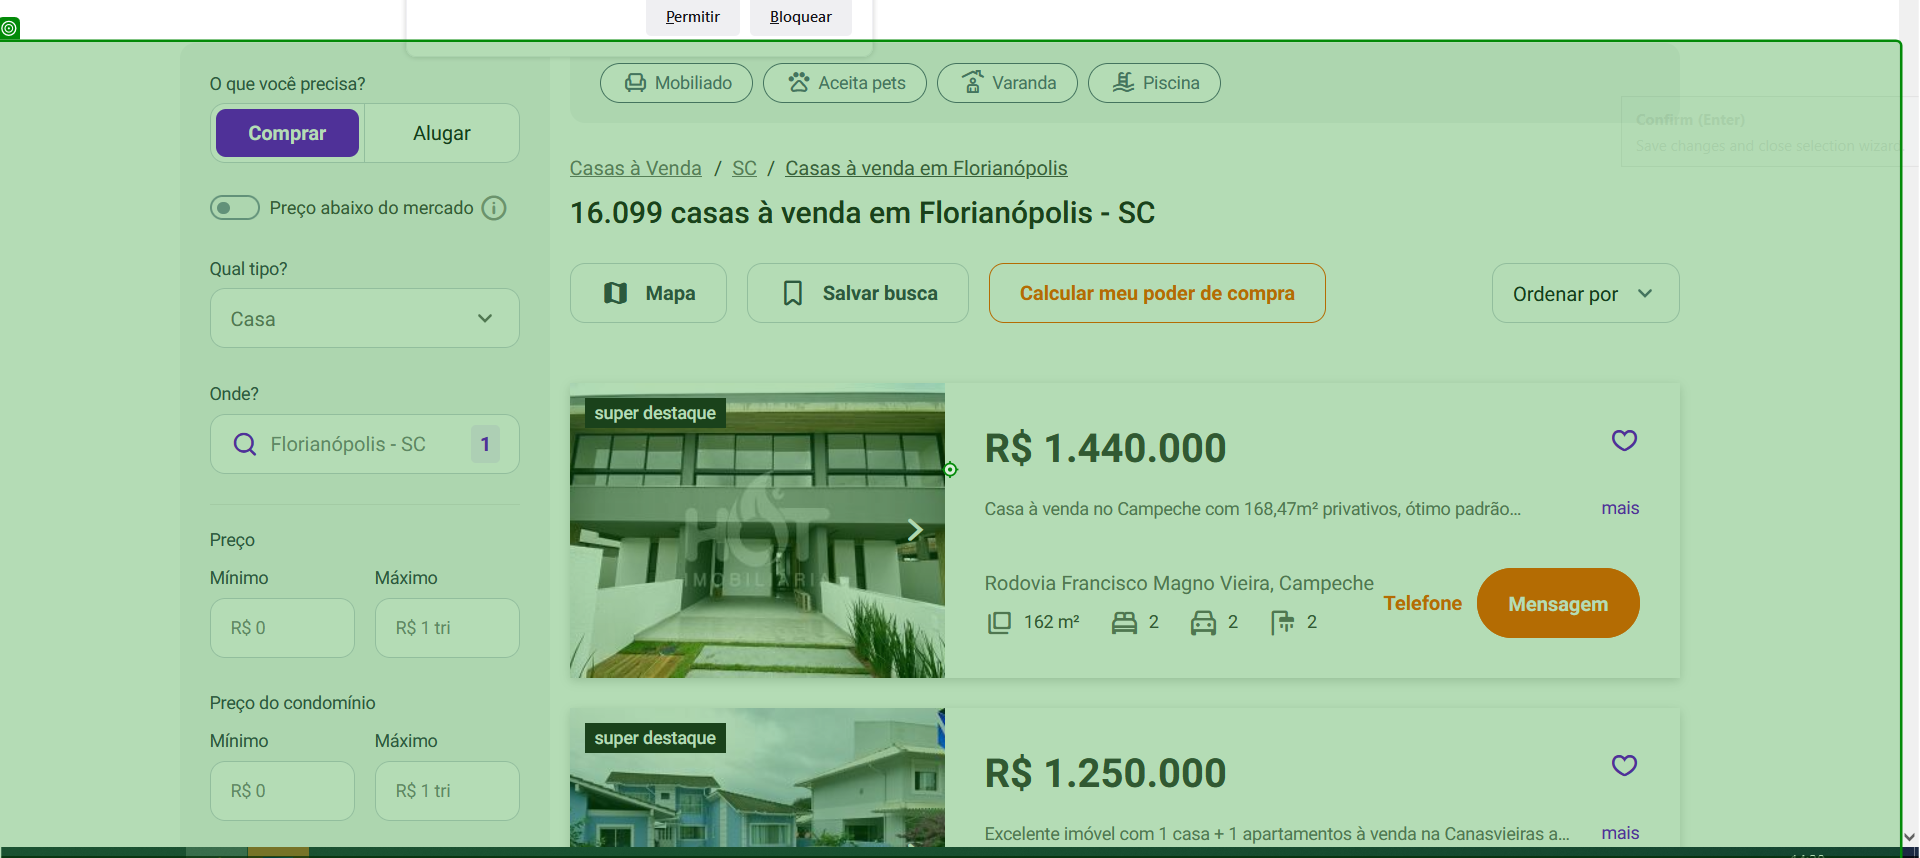 Permitir
Bloquear
O que você precisa?
Comprar
Alugar
Preço abaixo do mercado
Qual tipo?
Casa
Onde?
Florianópolis - SC
1
Preço
Mínimo
Máximo
R$ 0
R$ 1 tri
Preço do condomínio
Mínimo
Máximo
R$ 0
R$ 1 tri
Mobiliado
Aceita pets
Varanda
Piscina
Confirm (Enter)
Save changes and close selection wizard
Casas à Venda / SC / Casas à venda em Florianópolis
16.099 casas à venda em Florianópolis - SC
Mapa
Salvar busca
Calcular meu poder de compra
Ordenar por
super destaque
HOT
IMOBILIÁRIA
R$ 1.440.000
Casa à venda no Campeche com 168,47m² privativos, ótimo padrão...
mais
Rodovia Francisco Magno Vieira, Campeche
162 m²
2
2
2
Telefone
Mensagem
super destaque
R$ 1.250.000
Excelente imóvel com 1 casa + 1 apartamentos à venda na Canasvieiras a...
mais